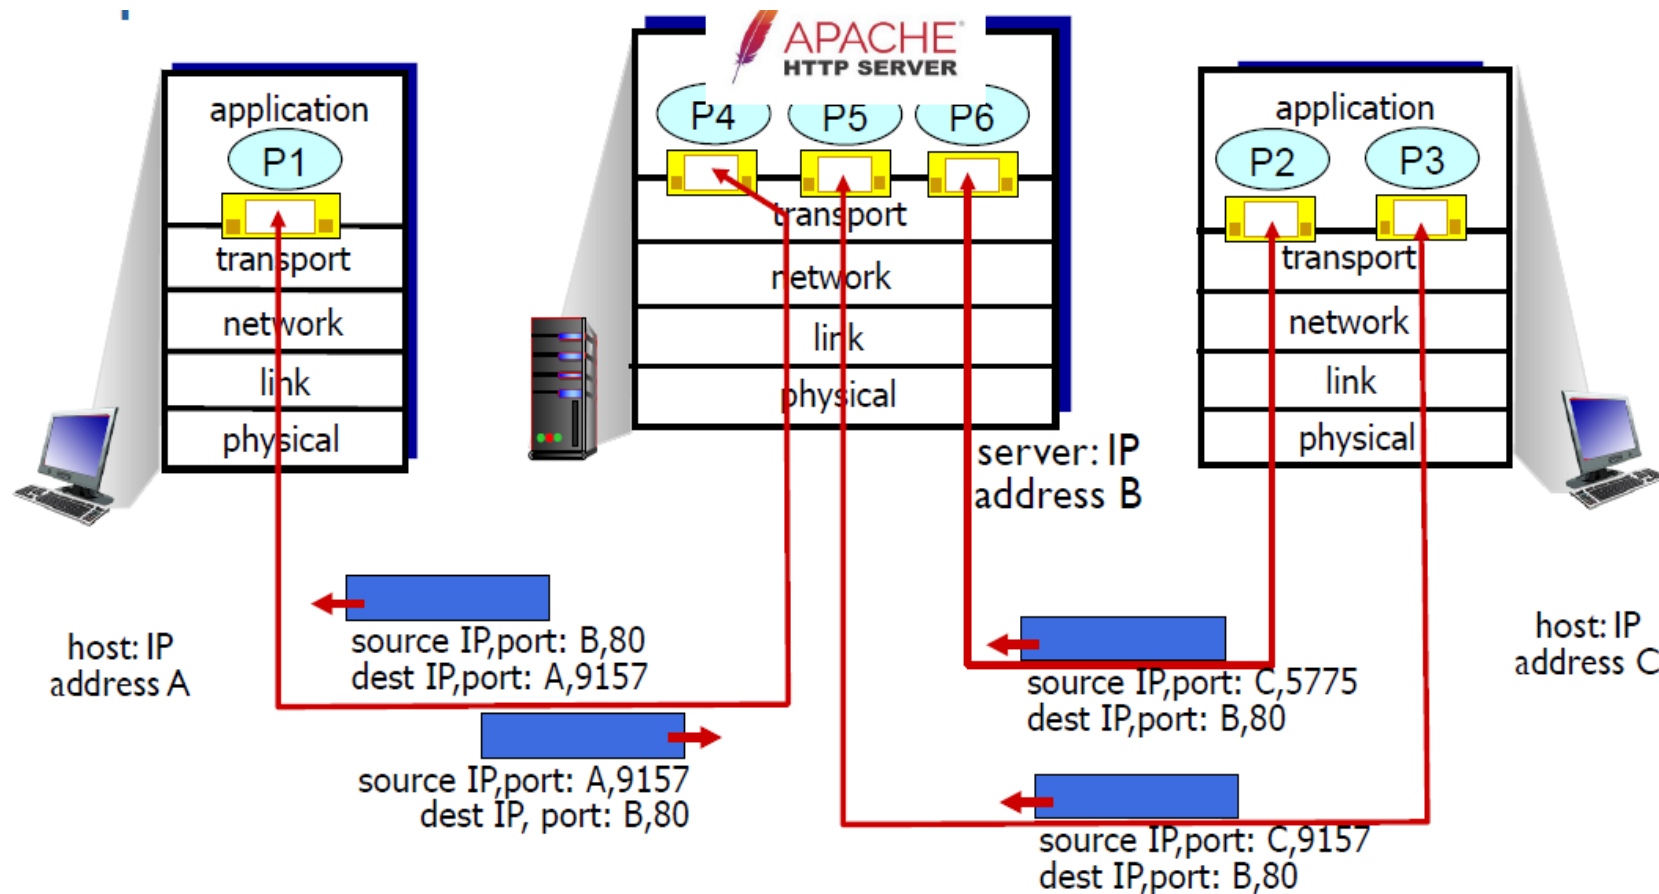 APACHE
HTTP SERVER
application
P1
transport
network
link
physical
host: IP
address A
P4
P5
P6
transport
network
link
physical
server: IP
address B
application
P2
P3
transport
network
link
physical
host: IP
address C
source IP,port: B,80
dest IP,port: A,9157
source IP,port: A,9157
dest IP, port: B,80
source IP,port: C,5775
dest IP,port: B,80
source IP,port: C,9157
dest IP,port: B,80